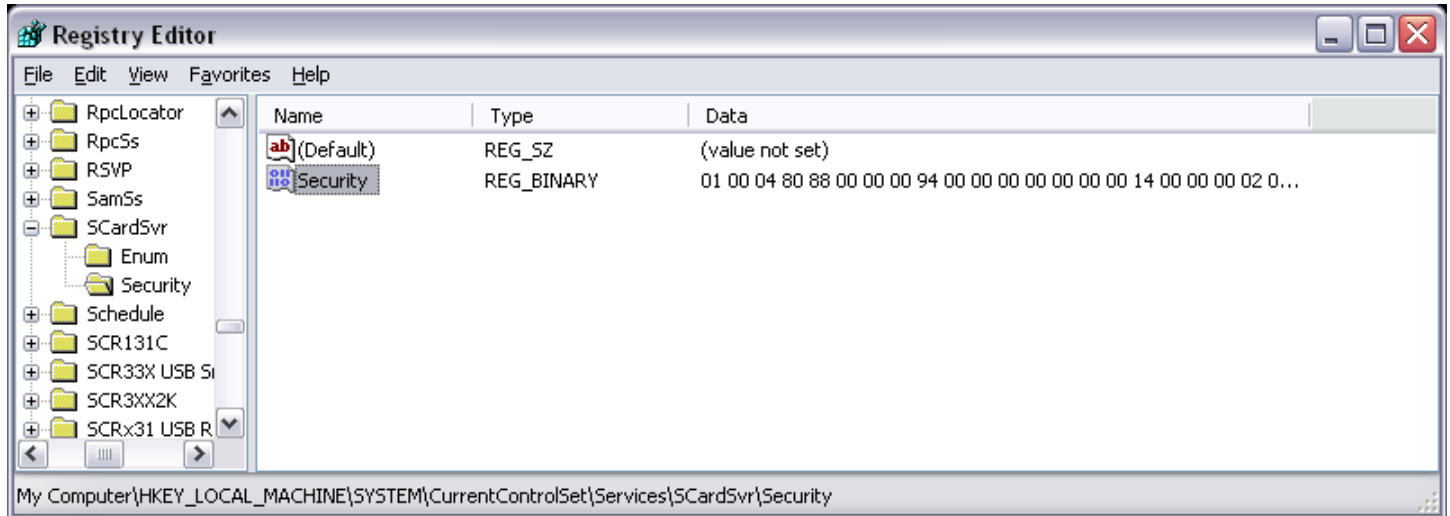 Registry Editor
File Edit View Favorites Help
RpcLocator
RpcSs
RSVP
SamSs
SCardSvr
Enum
Security
Schedule
SCR131C
SCR33X USB
SCR3XX2K
SCRx31 USB R
Name Type Data
(Default) REG_SZ (value not set)
Security REG_BINARY 01 00 04 80 88 00 00 00 94 00 00 00 00 00 00 00 14 00 00 00 02 0...
My Computer\HKEY_LOCAL_MACHINE\SYSTEM\CurrentControlSet\Services\SCardSvr\Security